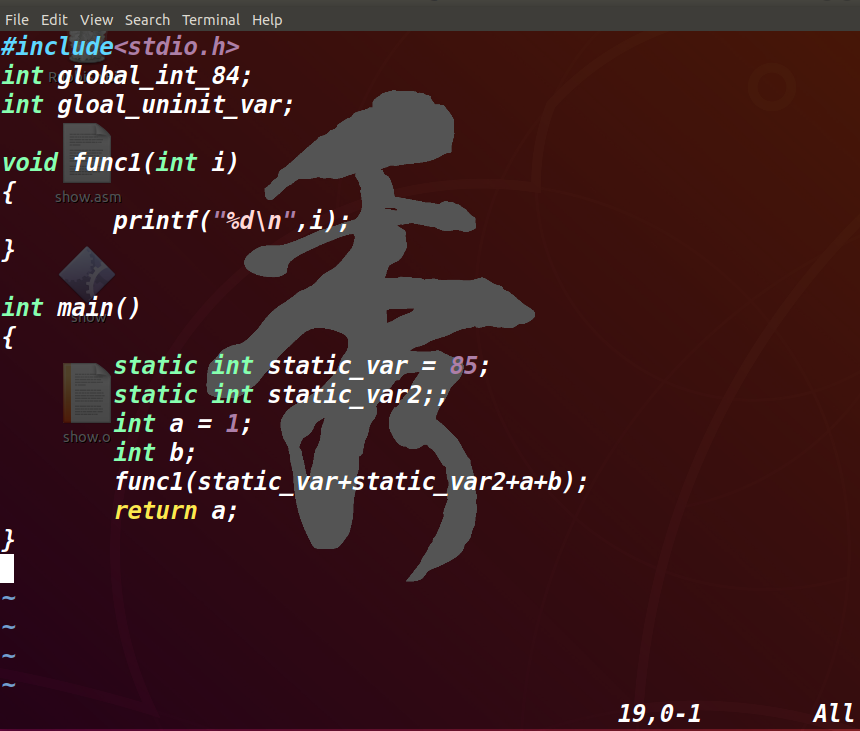 File Edit View Search Terminal Help
#include<stdio.h>
int global_int_84;
int gloal_uninit_var;
void func1(int i)
{
printf("%d\n",i);
}
int main()
{
static int static_var = 85;
static int static_var2;;
int a = 1;
int b;
func1(static_var+static_var2+a+b);
return a;
}
~
~
~
~
19,0-1 All
show.asm
show
show.o